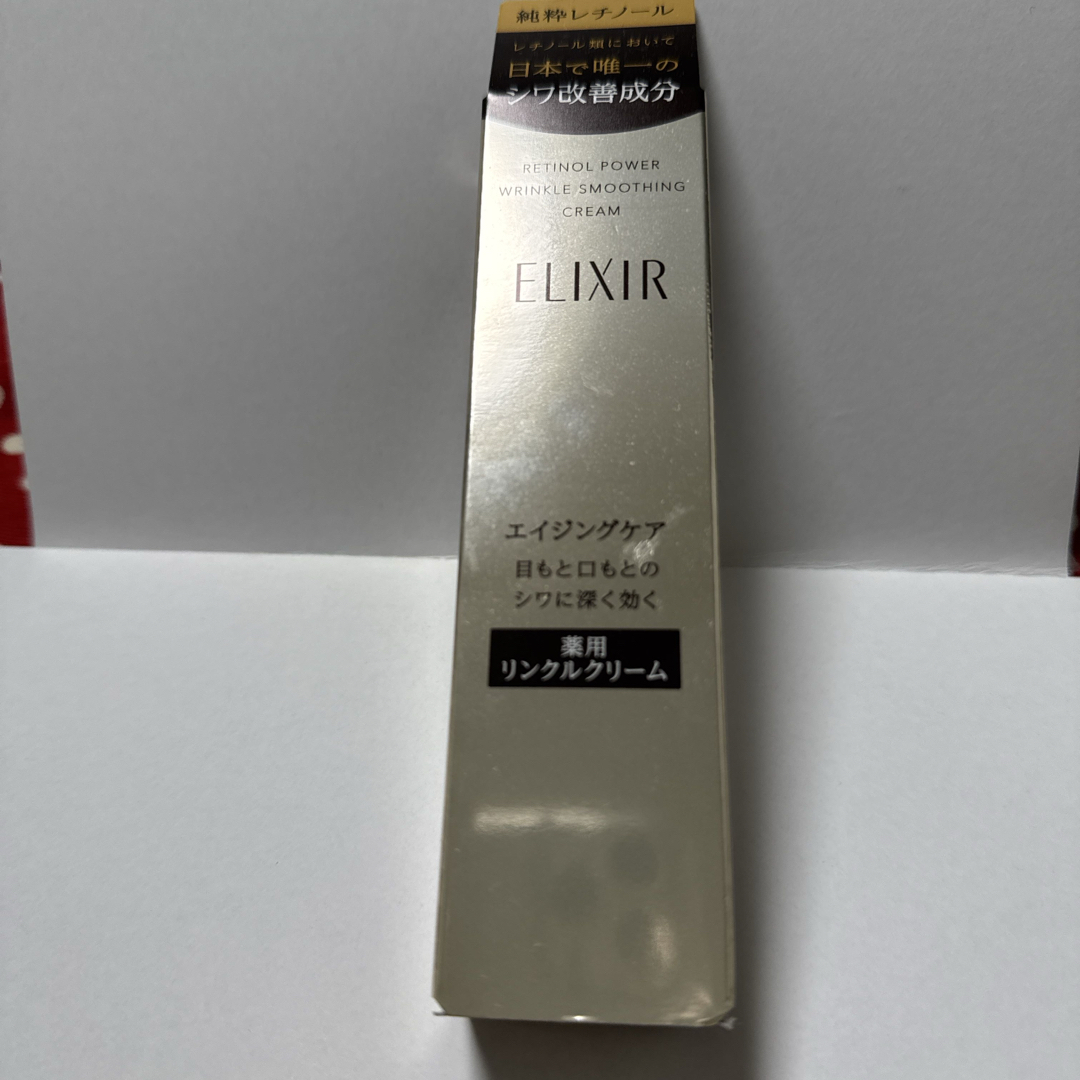 純粋レチノール
レチノール類において
日本で唯一の
シワ改善成分
RETINOL POWER
WRINKLE SMOOTHING
CREAM
ELIXIR
エイジングケア
目もと口もとの
シワに深く効く
薬用
リンクルクリーム